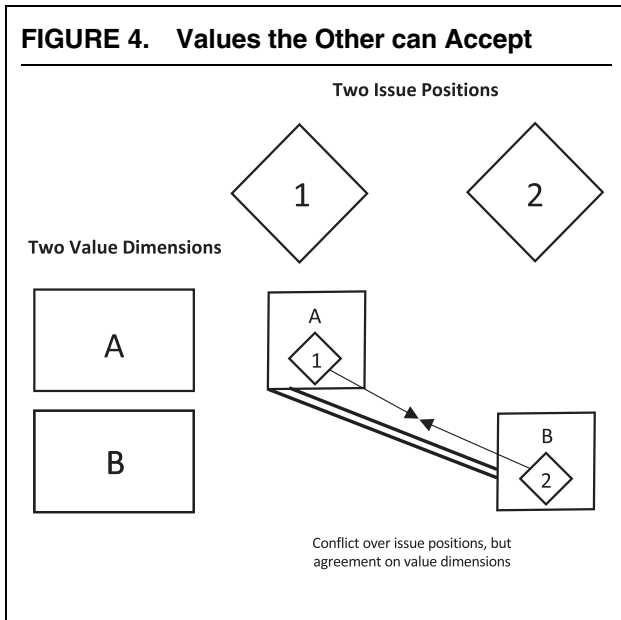 FIGURE 4. Values the Other can Accept
Two Issue Positions
1
2
Two Value Dimensions
A
B
A
1
B
2
Conflict over issue positions, but
agreement on value dimensions